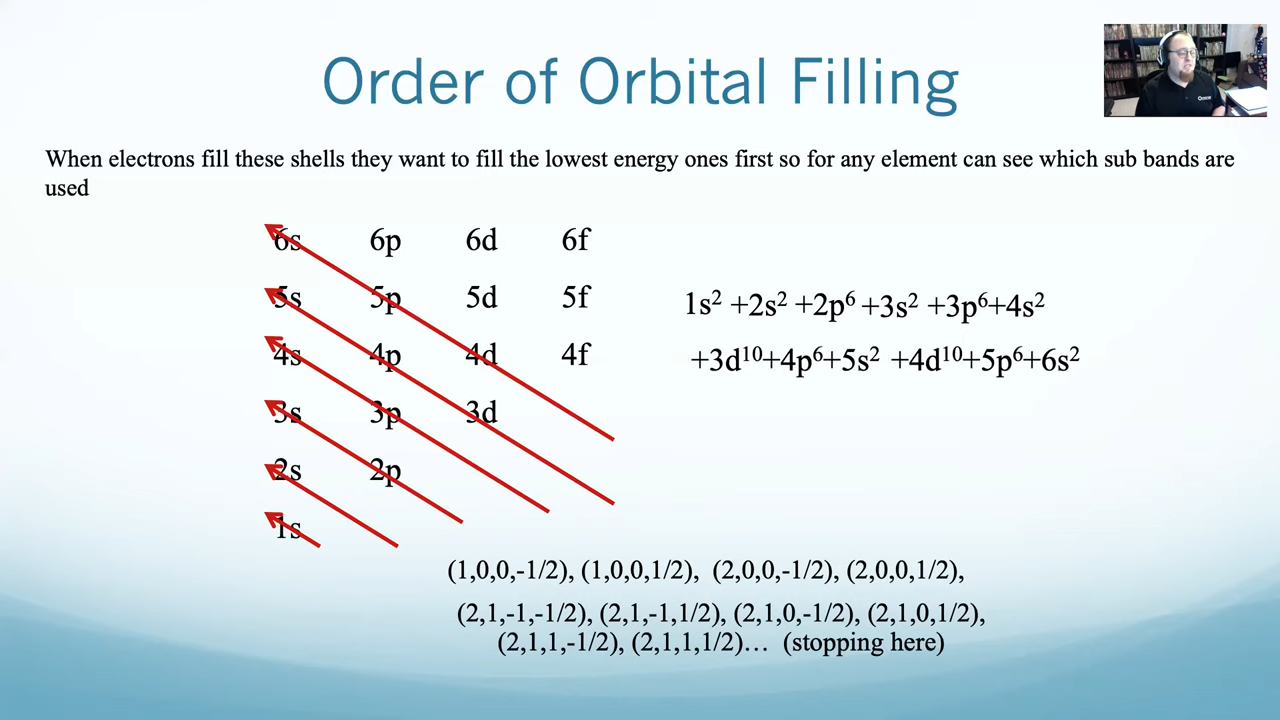 Order of Orbital Filling
When electrons fill these shells they want to fill the lowest energy ones first so for any element can see which sub bands are
used
6s 6p 6d 6f
5s 5p 5d 5f
4s 4p 4d 4f
3s 3p 3d
2s 2p
1s
1s² +2s² +2p⁶ +3s² +3p⁶+4s²
+3d¹⁰+4p⁶+5s² +4d¹⁰+5p⁶+6s²
(1,0,0,-1/2), (1,0,0,1/2), (2,0,0,-1/2), (2,0,0,1/2),
(2,1,-1,-1/2), (2,1,-1,1/2), (2,1,0,-1/2), (2,1,0,1/2),
(2,1,1,-1/2), (2,1,1,1/2)… (stopping here)